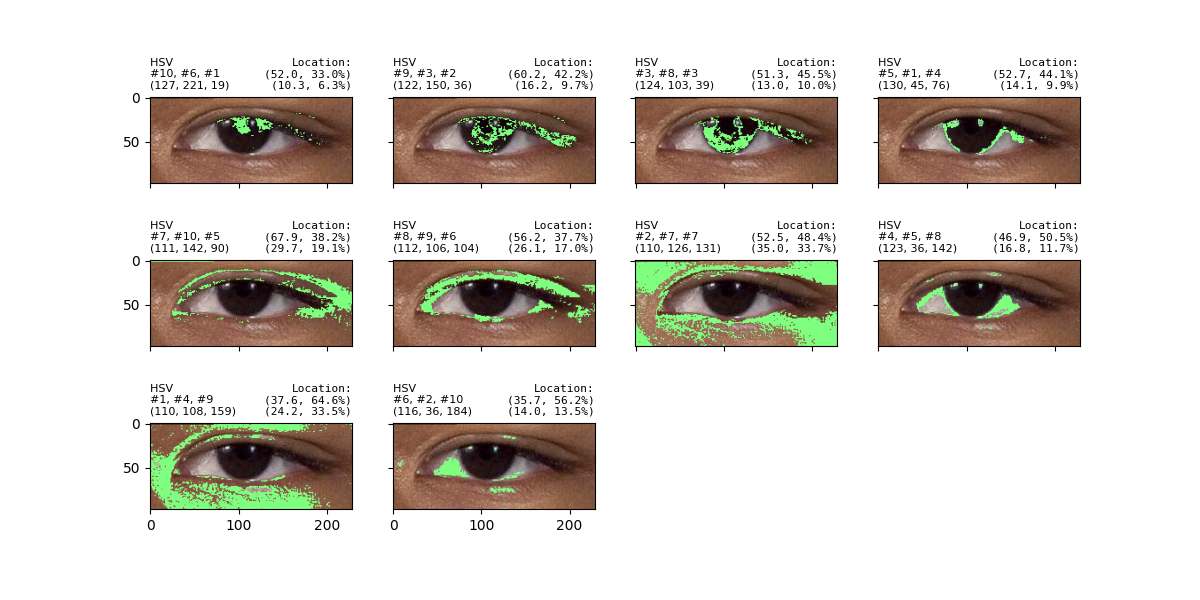 HSV Location:
#10, #6, #1 (52.0, 33.0%)
(127, 221, 19) (10.3, 6.3%)
HSV Location:
#9, #3, #2 (60.2, 42.2%)
(122, 150, 36) (16.2, 9.7%)
HSV Location:
#3, #8, #3 (51.3, 45.5%)
(124, 103, 39) (13.0, 10.0%)
HSV Location:
#5, #1, #4 (52.7, 44.1%)
(130, 45, 76) (14.1, 9.9%)
0
50
HSV Location:
#7, #10, #5 (67.9, 38.2%)
(111, 142, 90) (29.7, 19.1%)
HSV Location:
#8, #9, #6 (56.2, 37.7%)
(112, 106, 104) (26.1, 17.0%)
HSV Location:
#2, #7, #7 (52.5, 48.4%)
(110, 126, 131) (35.0, 33.7%)
HSV Location:
#4, #5, #8 (46.9, 50.5%)
(123, 36, 142) (16.8, 11.7%)
0
50
HSV Location:
#1, #4, #9 (37.6, 64.6%)
(110, 108, 159) (24.2, 33.5%)
HSV Location:
#6, #2, #10 (35.7, 56.2%)
(116, 36, 184) (14.0, 13.5%)
0
50
0 100 200
0 100 200